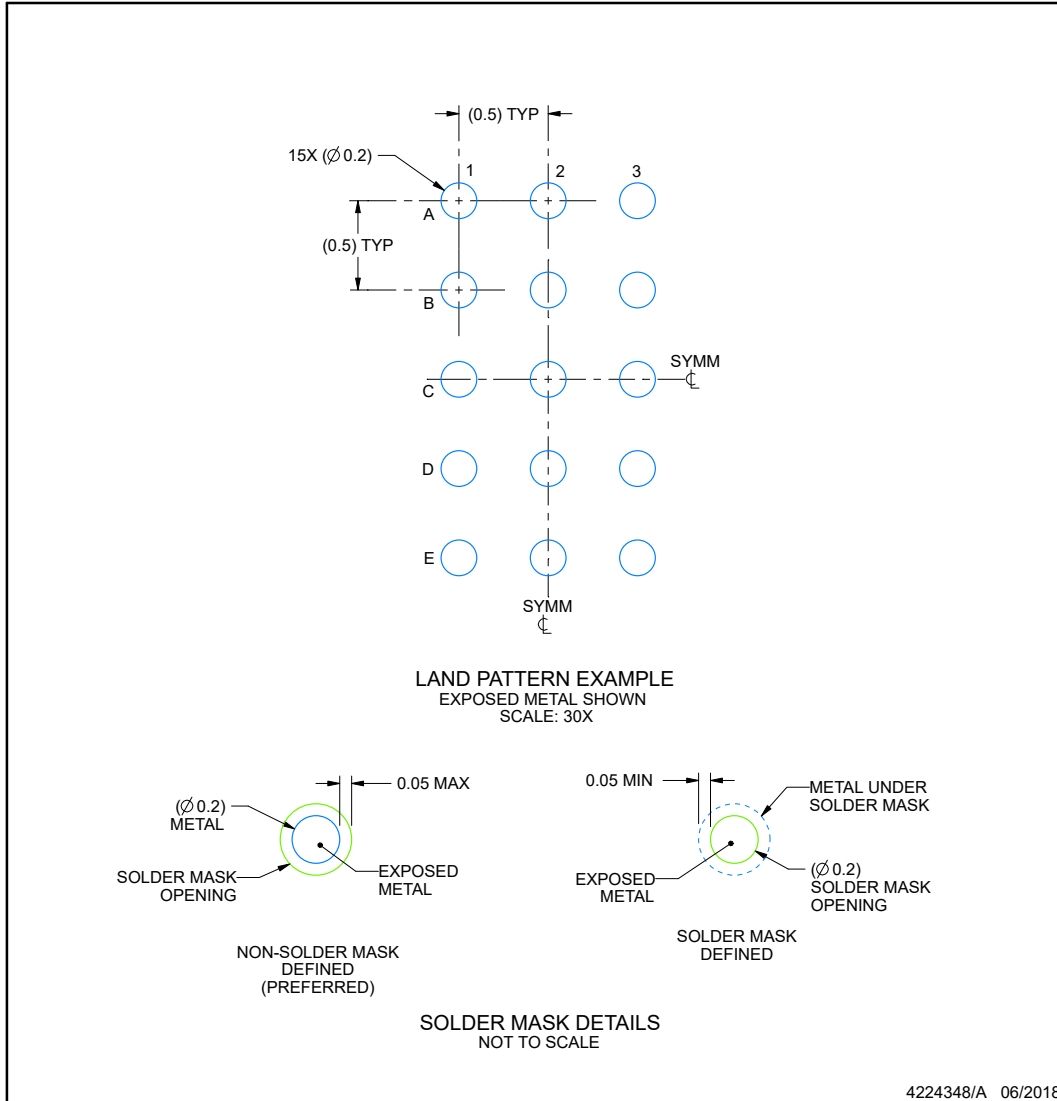 (0.5) TYP
15X (∅ 0.2)
1
2
3
A
(0.5) TYP
B
SYMM
C
D
E
SYMM
LAND PATTERN EXAMPLE
EXPOSED METAL SHOWN
SCALE: 30X
0.05 MAX
(∅ 0.2)
METAL
SOLDER MASK
OPENING
EXPOSED
METAL
NON-SOLDER MASK
DEFINED
(PREFERRED)
0.05 MIN
METAL UNDER
SOLDER MASK
EXPOSED
METAL
(∅ 0.2)
SOLDER MASK
OPENING
SOLDER MASK
DEFINED
SOLDER MASK DETAILS
NOT TO SCALE
4224348/A 06/2018